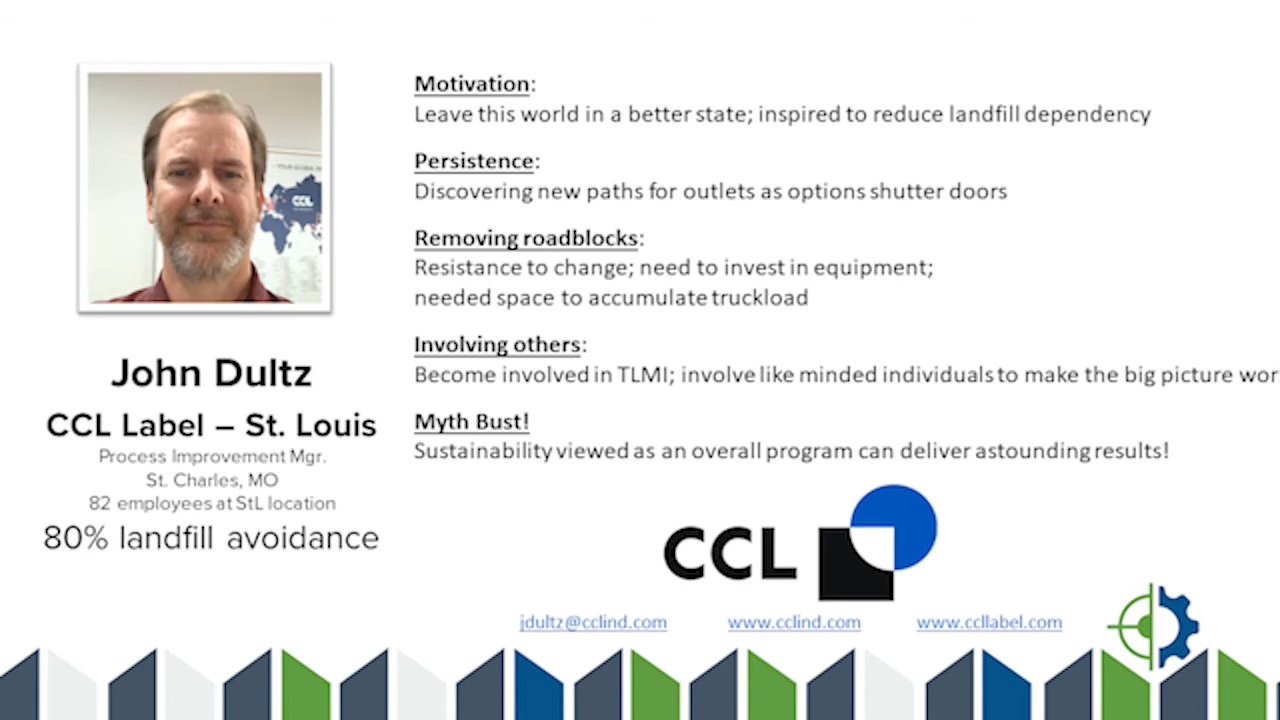 John Dultz
CCL Label – St. Louis
Process Improvement Mgr.
St. Charles, MO
82 employees at StL location
80% landfill avoidance
Motivation:
Leave this world in a better state; inspired to reduce landfill dependency
Persistence:
Discovering new paths for outlets as options shutter doors
Removing roadblocks:
Resistance to change; need to invest in equipment;
needed space to accumulate truckload
Involving others:
Become involved in TLMI; involve like minded individuals to make the big picture wor
Myth Bust!
Sustainability viewed as an overall program can deliver astounding results!
CCL
jdultz@cclind.com www.cclind.com www.ccllabel.com
CCL